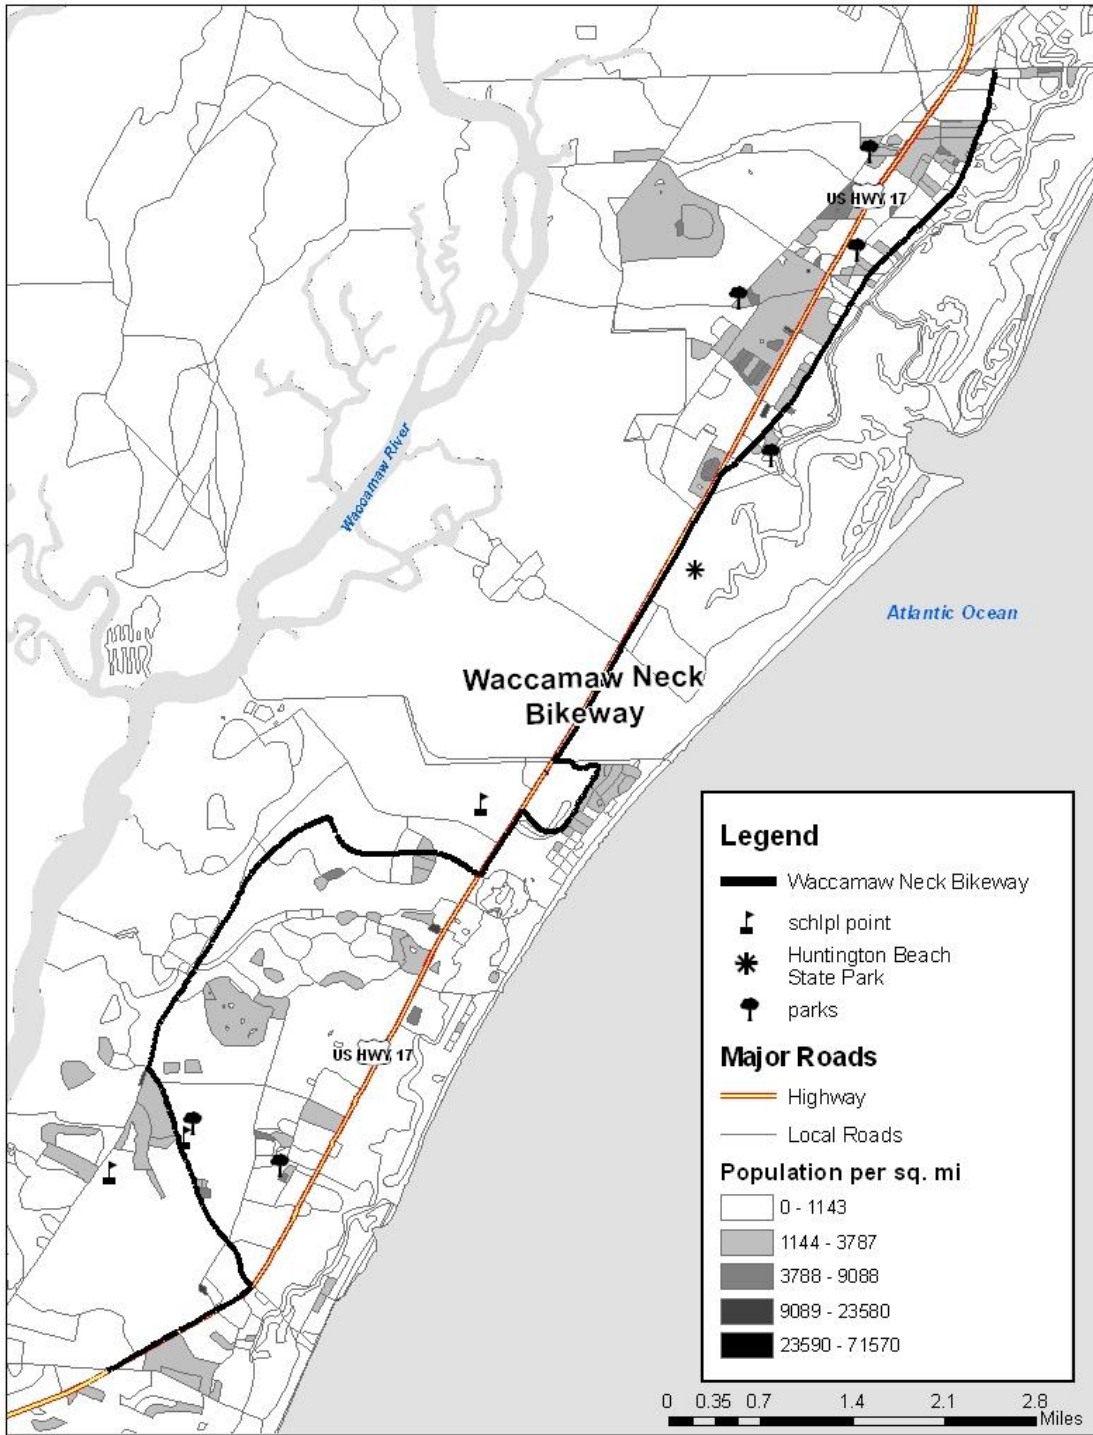 US HWY 17
Waccamaw River
Atlantic Ocean
Waccamaw Neck
Bikeway
US HWY 17
Legend
Waccamaw Neck Bikeway
schlpl point
Huntington Beach
State Park
parks
Major Roads
Highway
Local Roads
Population per sq. mi
0 - 1143
1144 - 3787
3788 - 9088
9089 - 23580
23590 - 71570
0 0.35 0.7 1.4 2.1 2.8
Miles